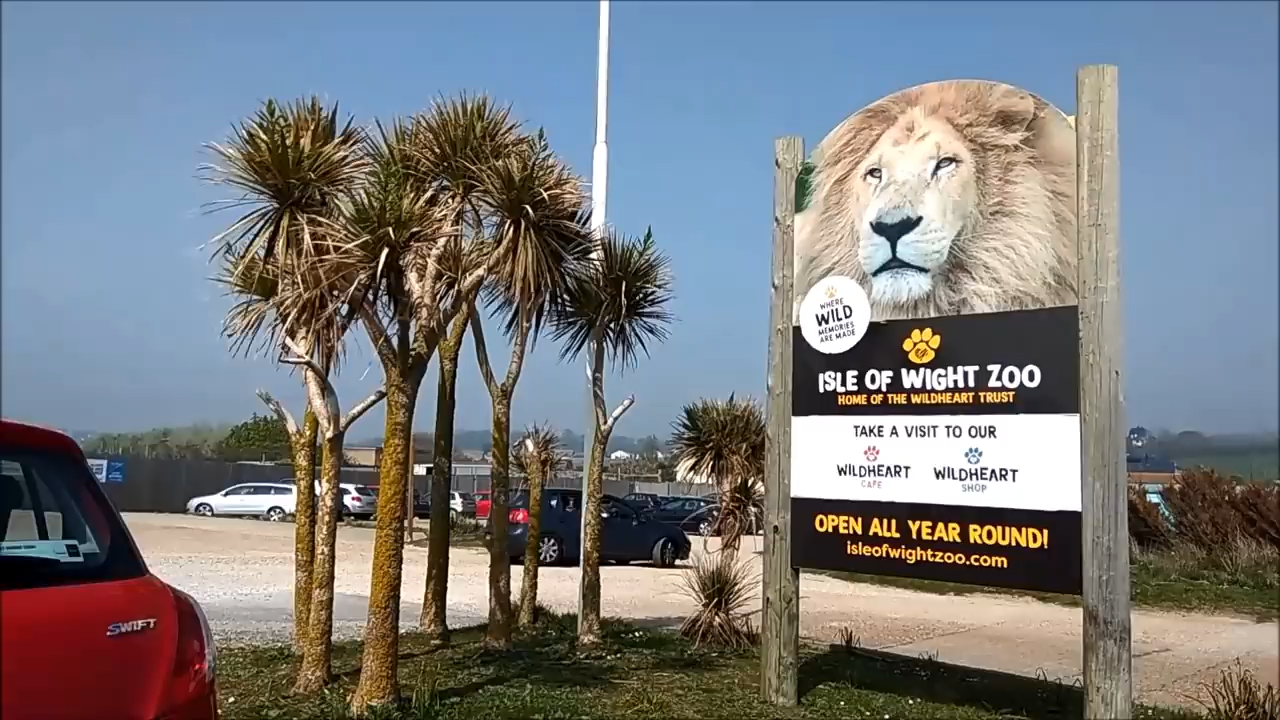 WHERE
WILD
MEMORIES
ARE MADE
ISLE OF WIGHT ZOO
HOME OF THE WILDHEART TRUST
TAKE A VISIT TO OUR
WILDHEART
CAFE
WILDHEART
SHOP
OPEN ALL YEAR ROUND!
isleofwightzoo.com
SWIFT